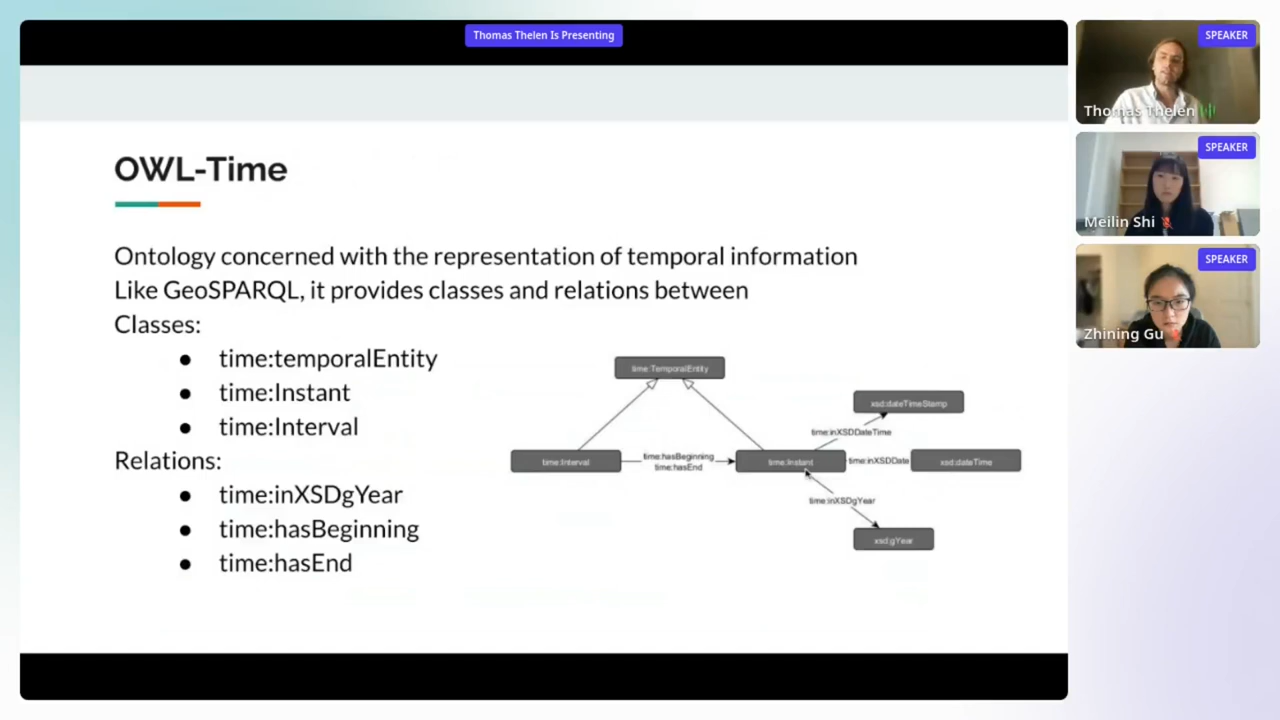 Thomas Thelen Is Presenting
SPEAKER
Thomas Thelen
SPEAKER
Meilin Shi
SPEAKER
Zhining Gu
OWL-Time
Ontology concerned with the representation of temporal information
Like GeoSPARQL, it provides classes and relations between
Classes:
● time:temporalEntity
● time:Instant
● time:Interval
Relations:
● time:inXSDgYear
● time:hasBeginning
● time:hasEnd
time:TemporalEntity
xsd:dateTimeStamp
time:inXSDDateTime
time:Interval
time:hasBeginning
time:hasEnd
time:Instant
time:inXSDDate
xsd:dateTime
time:inXSDgYear
xsd:gYear